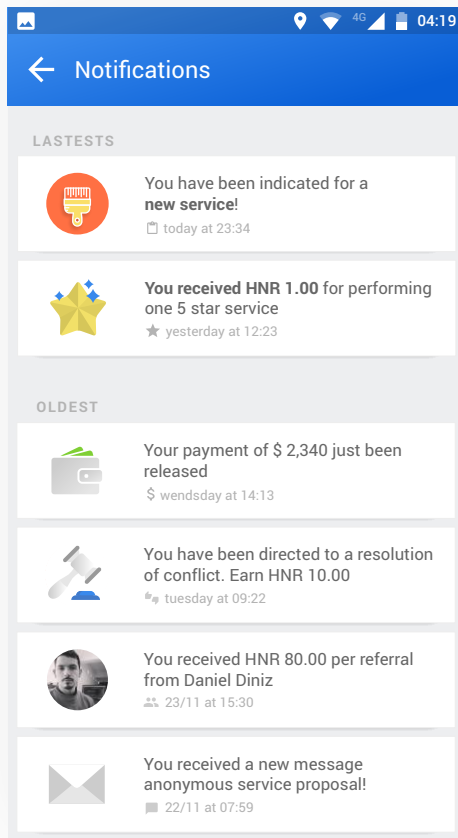 4G 04:19
Notifications
LASTESTS
You have been indicated for a
new service!
today at 23:34
You received HNR 1.00 for performing
one 5 star service
yesterday at 12:23
OLDEST
Your payment of $ 2,340 just been
released
$ wendsday at 14:13
You have been directed to a resolution
of conflict. Earn HNR 10.00
tuesday at 09:22
You received HNR 80.00 per referral
from Daniel Diniz
23/11 at 15:30
You received a new message
anonymous service proposal!
22/11 at 07:59